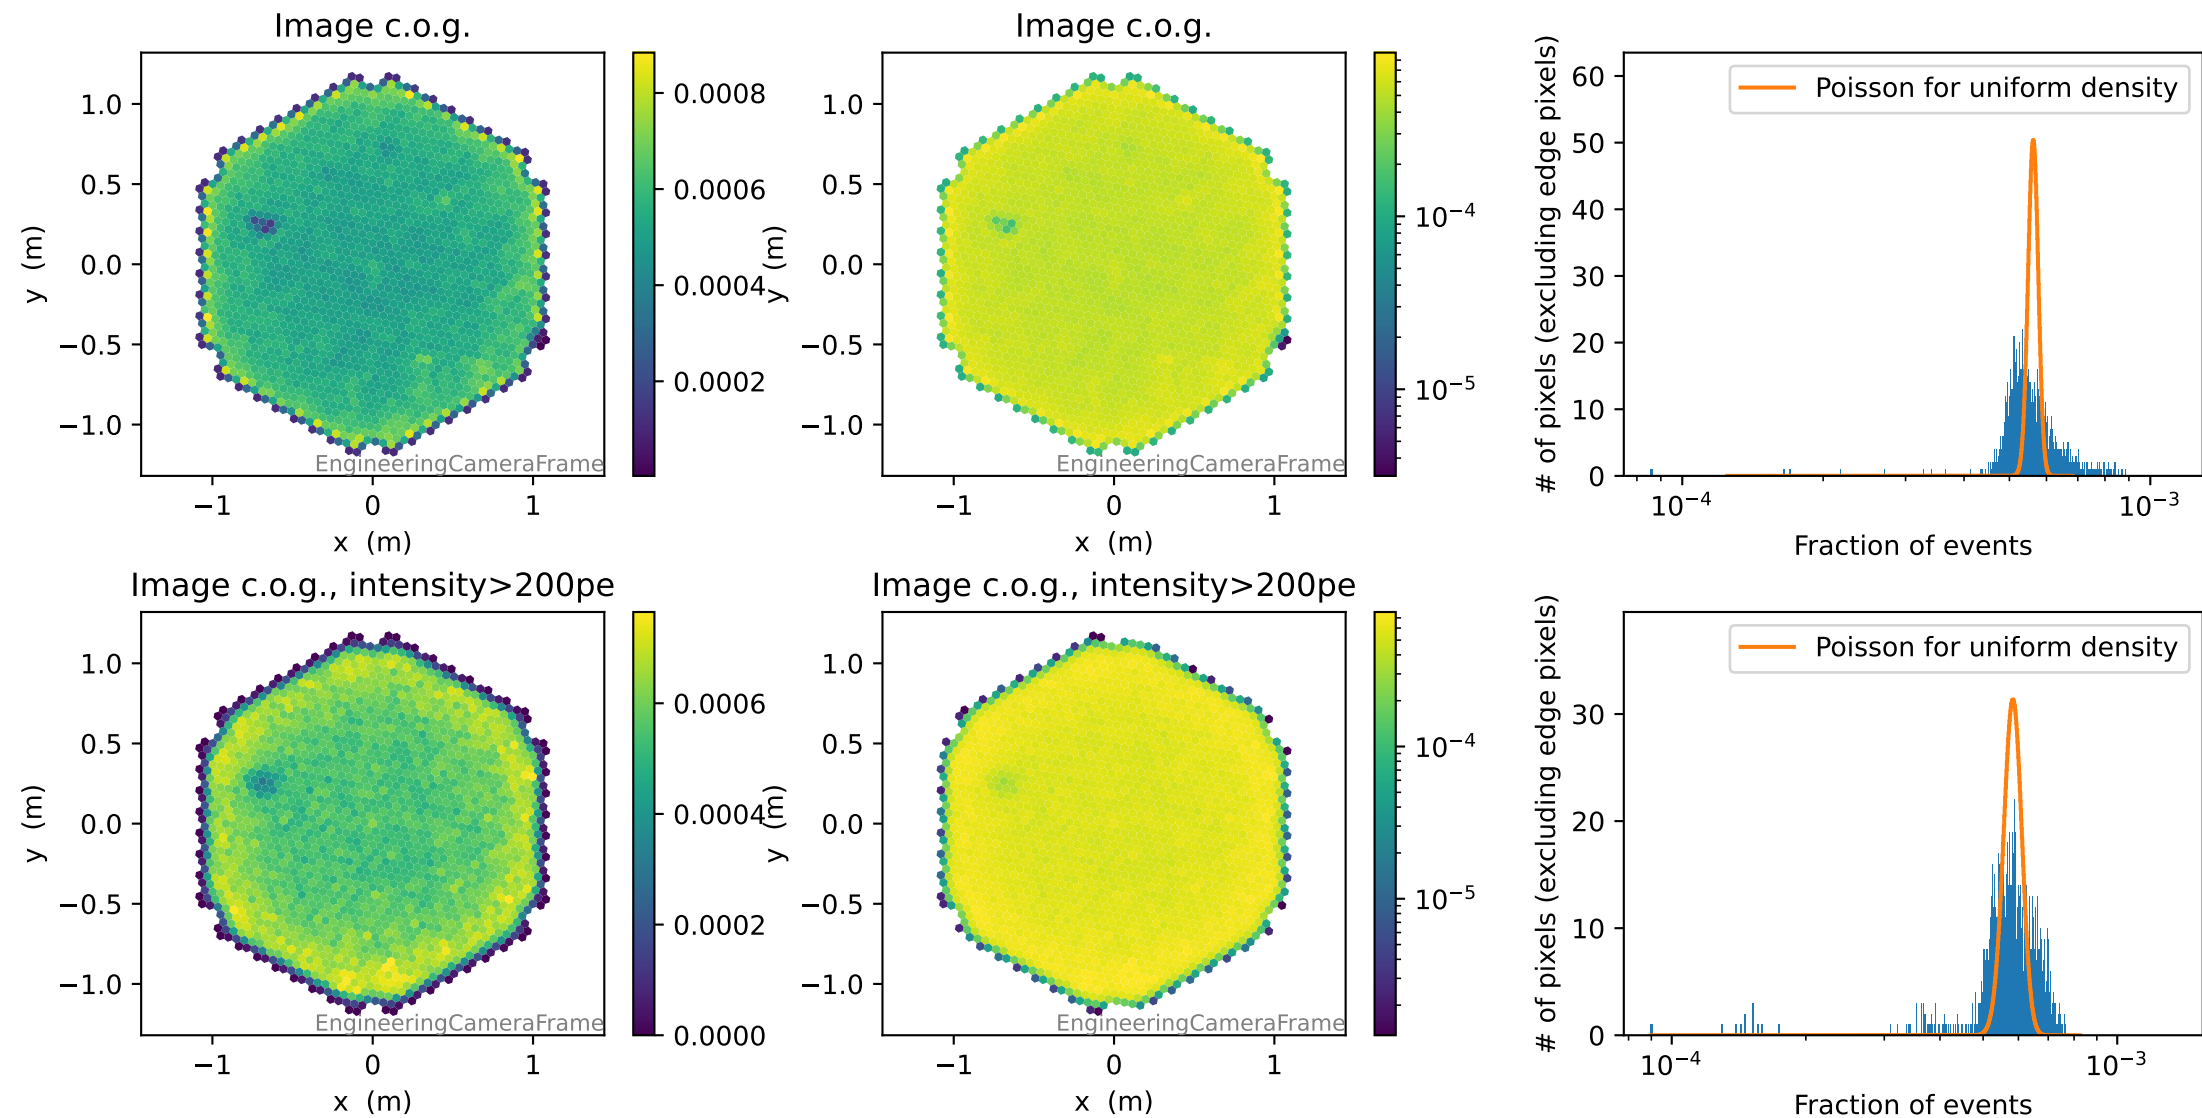 Image c.o.g.
1.0
0.5
0.0
−0.5
−1.0
y (m)
−1
0
1
x (m)
EngineeringCameraFrame
0.0008
0.0006
0.0004
0.0002
Image c.o.g.
1.0
0.5
0.0
−0.5
−1.0
y (m)
−1
0
1
x (m)
EngineeringCameraFrame
10−4
10−5
# of pixels (excluding edge pixels)
60
50
40
30
20
10
0
Poisson for uniform density
10−4
10−3
Fraction of events
Image c.o.g., intensity>200pe
1.0
0.5
0.0
−0.5
−1.0
y (m)
−1
0
1
x (m)
EngineeringCameraFrame
0.0006
0.0004
0.0002
0.0000
Image c.o.g., intensity>200pe
1.0
0.5
0.0
−0.5
−1.0
y (m)
−1
0
1
x (m)
EngineeringCameraFrame
10−4
10−5
# of pixels (excluding edge pixels)
30
20
10
0
Poisson for uniform density
10−4
10−3
Fraction of events